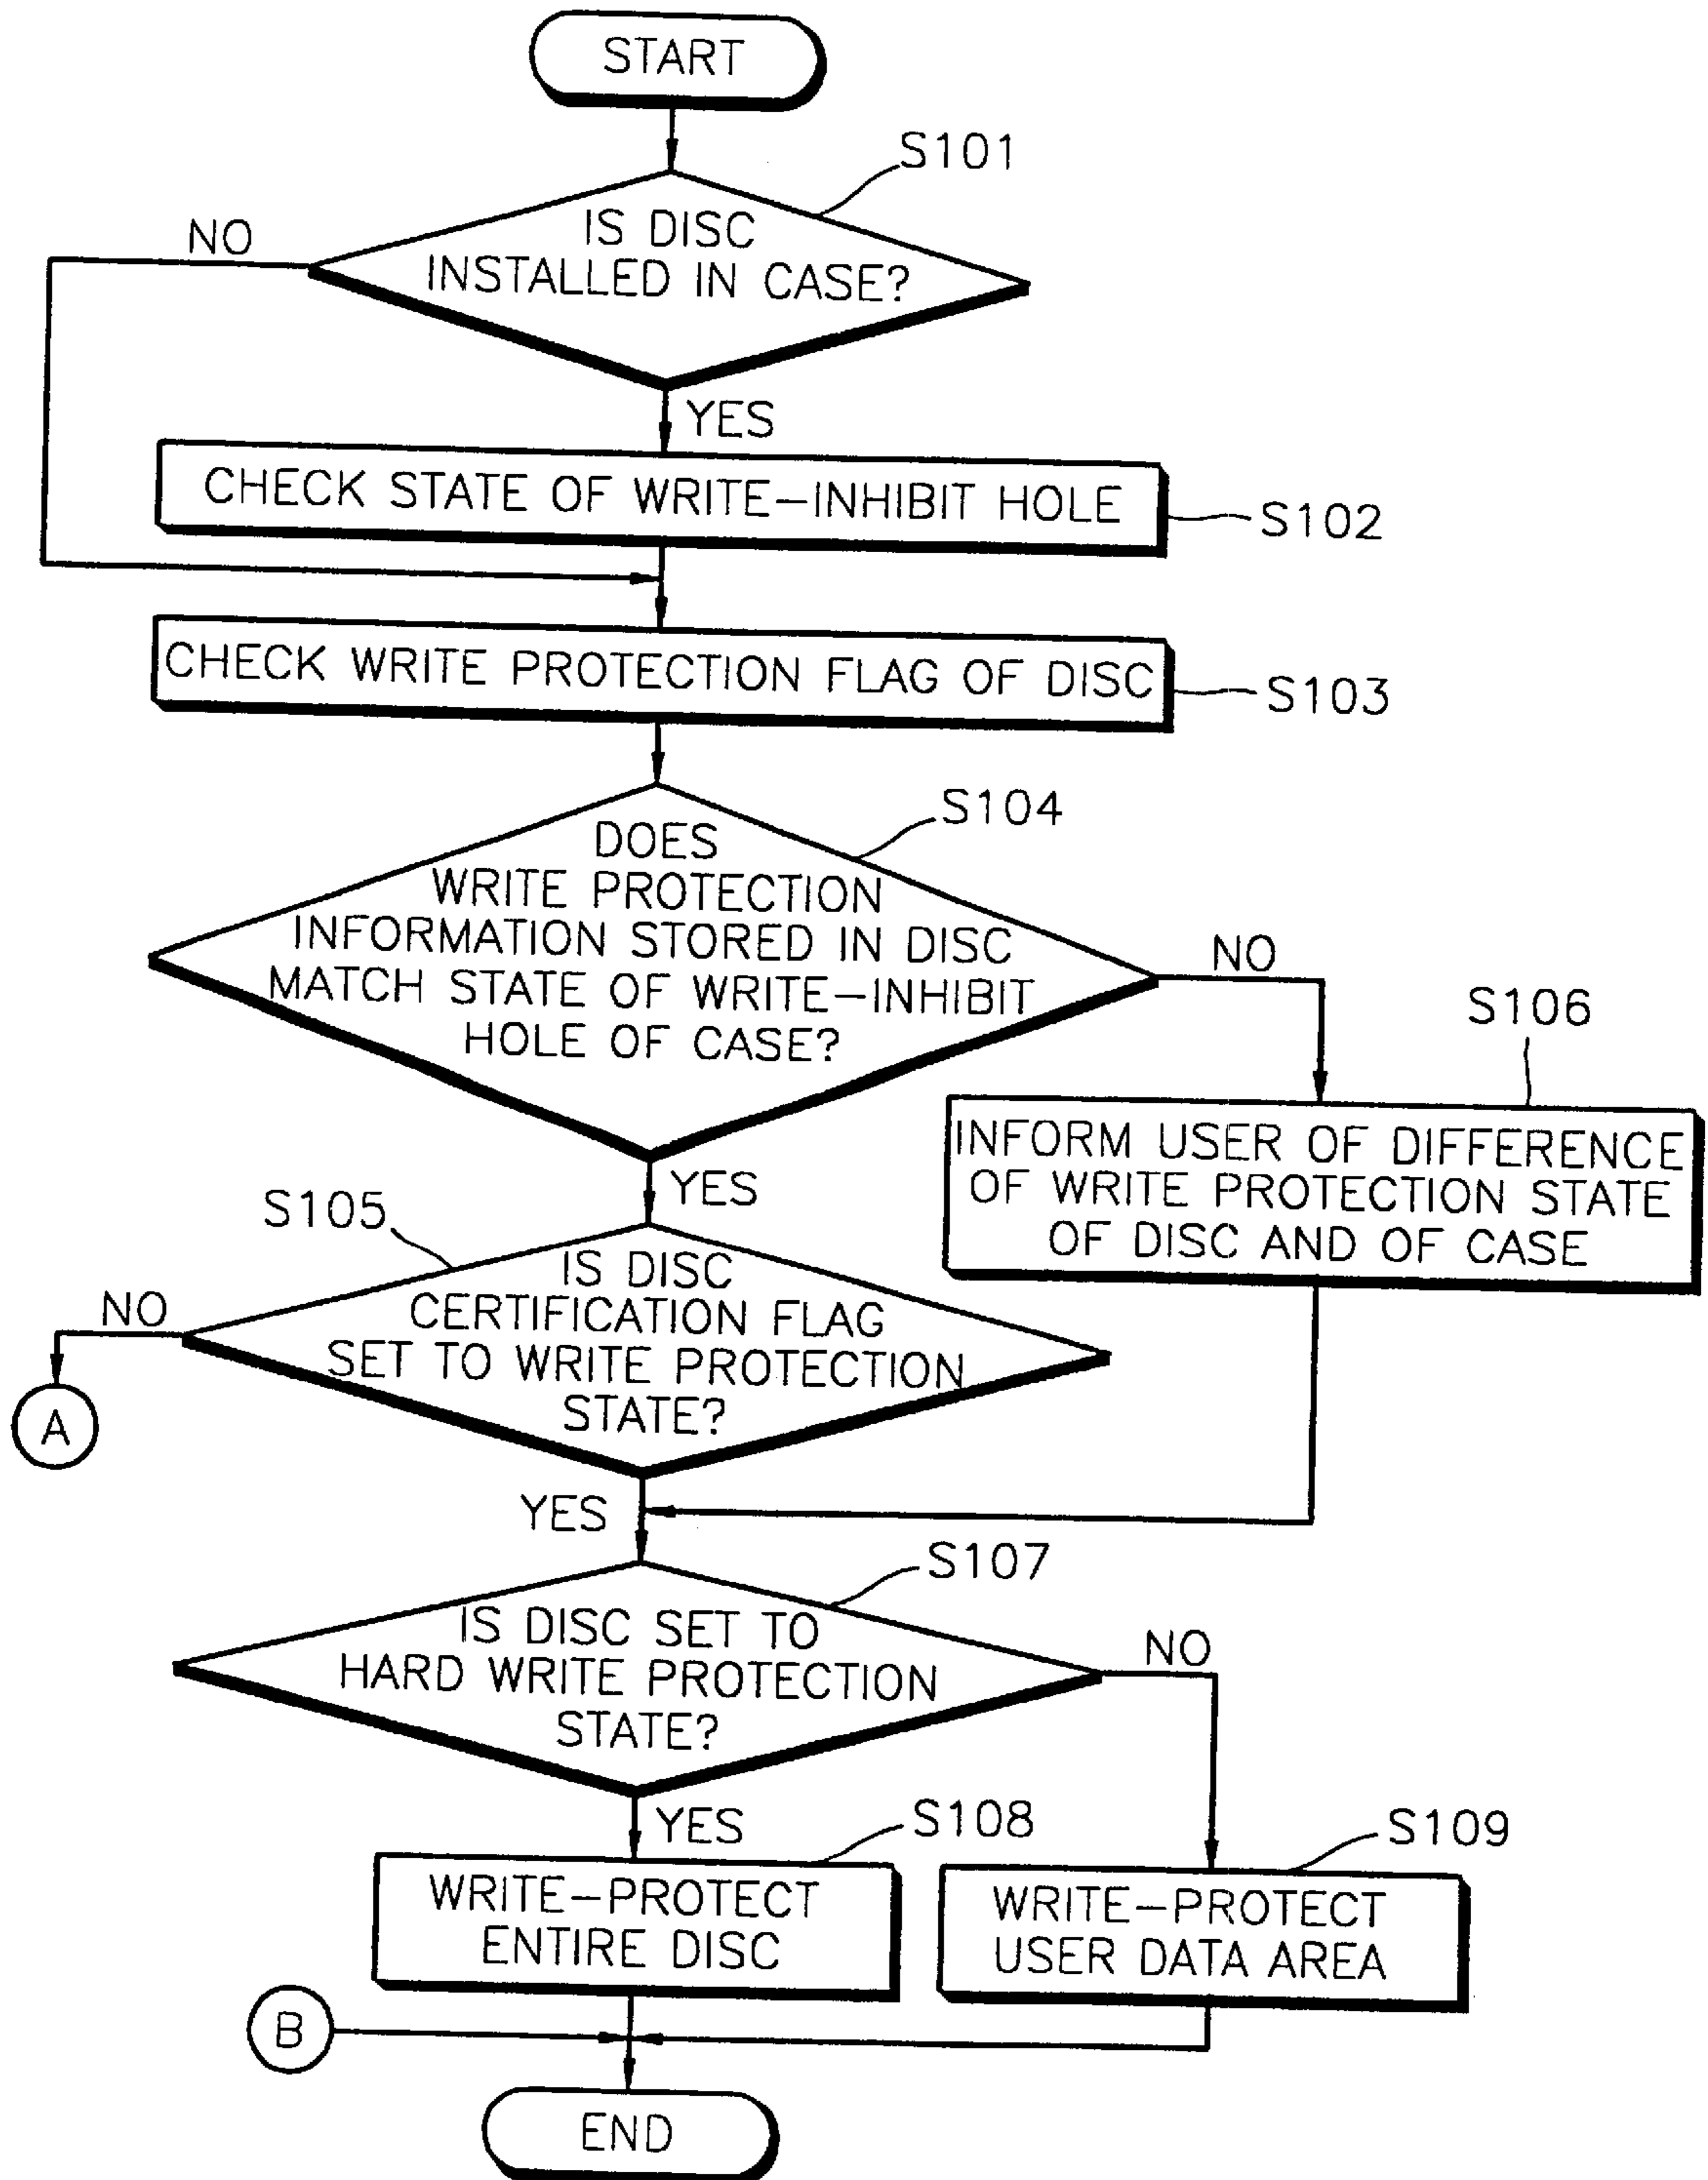 START
S101
IS DISC
INSTALLED IN CASE?
NO
YES
CHECK STATE OF WRITE-INHIBIT HOLE
S102
CHECK WRITE PROTECTION FLAG OF DISC
S103
S104
DOES
WRITE PROTECTION
INFORMATION STORED IN DISC
MATCH STATE OF WRITE-INHIBIT
HOLE OF CASE?
NO
S106
YES
INFORM USER OF DIFFERENCE
OF WRITE PROTECTION STATE
OF DISC AND OF CASE
S105
IS DISC
CERTIFICATION FLAG
SET TO WRITE PROTECTION
STATE?
NO
A
YES
S107
IS DISC SET TO
HARD WRITE PROTECTION
STATE?
NO
YES
S108
WRITE-PROTECT
ENTIRE DISC
S109
WRITE-PROTECT
USER DATA AREA
B
END